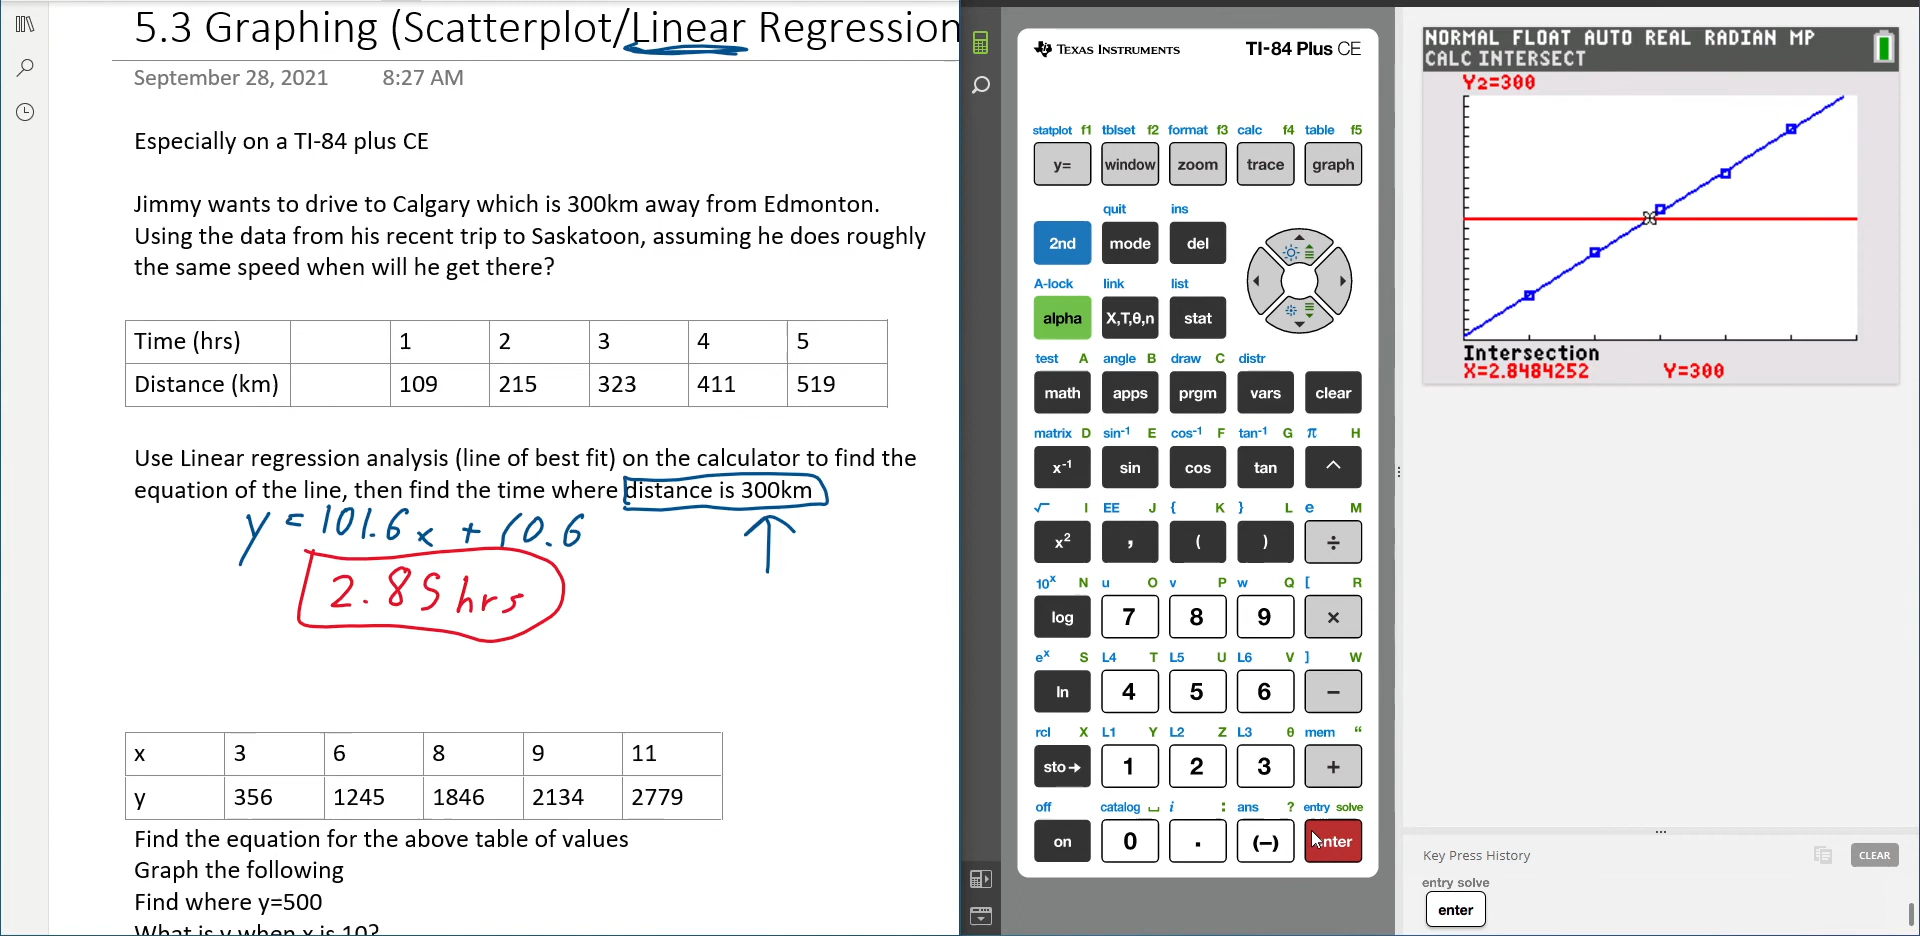 5.3 Graphing (Scatterplot/Linear Regression
September 28, 2021 8:27 AM
Especially on a TI-84 plus CE
Jimmy wants to drive to Calgary which is 300km away from Edmonton.
Using the data from his recent trip to Saskatoon, assuming he does roughly
the same speed when will he get there?
Time (hrs) 1 2 3 4 5
Distance (km) 109 215 323 411 519
Use Linear regression analysis (line of best fit) on the calculator to find the
equation of the line, then find the time where distance is 300km
y = 101.6x + 10.6
2.85 hrs
x 3 6 8 9 11
y 356 1245 1846 2134 2779
Find the equation for the above table of values
Graph the following
Find where y=500
What is y when x is 10?
TEXAS INSTRUMENTS TI-84 Plus CE
statplot f1 tblset f2 format f3 calc f4 table f5
y= window zoom trace graph
quit ins
2nd mode del
A-lock link list
alpha X,T,θ,n stat
test A angle B draw C distr
math apps prgm vars clear
matrix D sin-1 E cos-1 F tan-1 G π H
x-1 sin cos tan ^
√ I EE J { K } L e M
x² , ( ) ÷
10x N u O v P w Q [ R
log 7 8 9 ×
ex S L4 T L5 U L6 V ] W
ln 4 5 6 −
rcl X L1 Y L2 Z L3 θ mem “
sto→ 1 2 3 +
off catalog ⎵ i : ans ? entry solve
on 0 . (−) enter
NORMAL FLOAT AUTO REAL RADIAN MP
CALC INTERSECT
Y2=300
Intersection
X=2.8484252 Y=300
Key Press History CLEAR
entry solve
enter